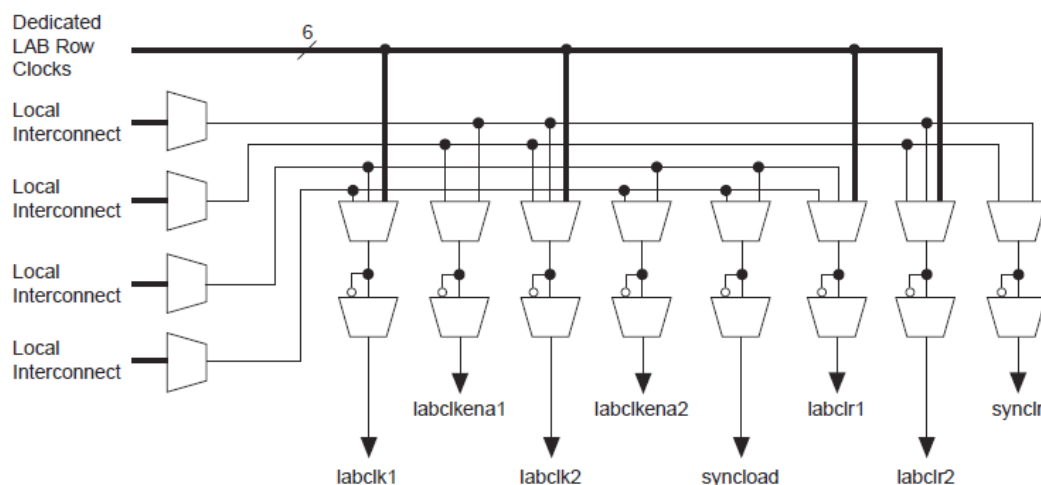 Dedicated
LAB Row
Clocks
6
Local
Interconnect
Local
Interconnect
Local
Interconnect
Local
Interconnect
labclkena1
labclkena2
labclr1
synclr
labclk1
labclk2
syncload
labclr2